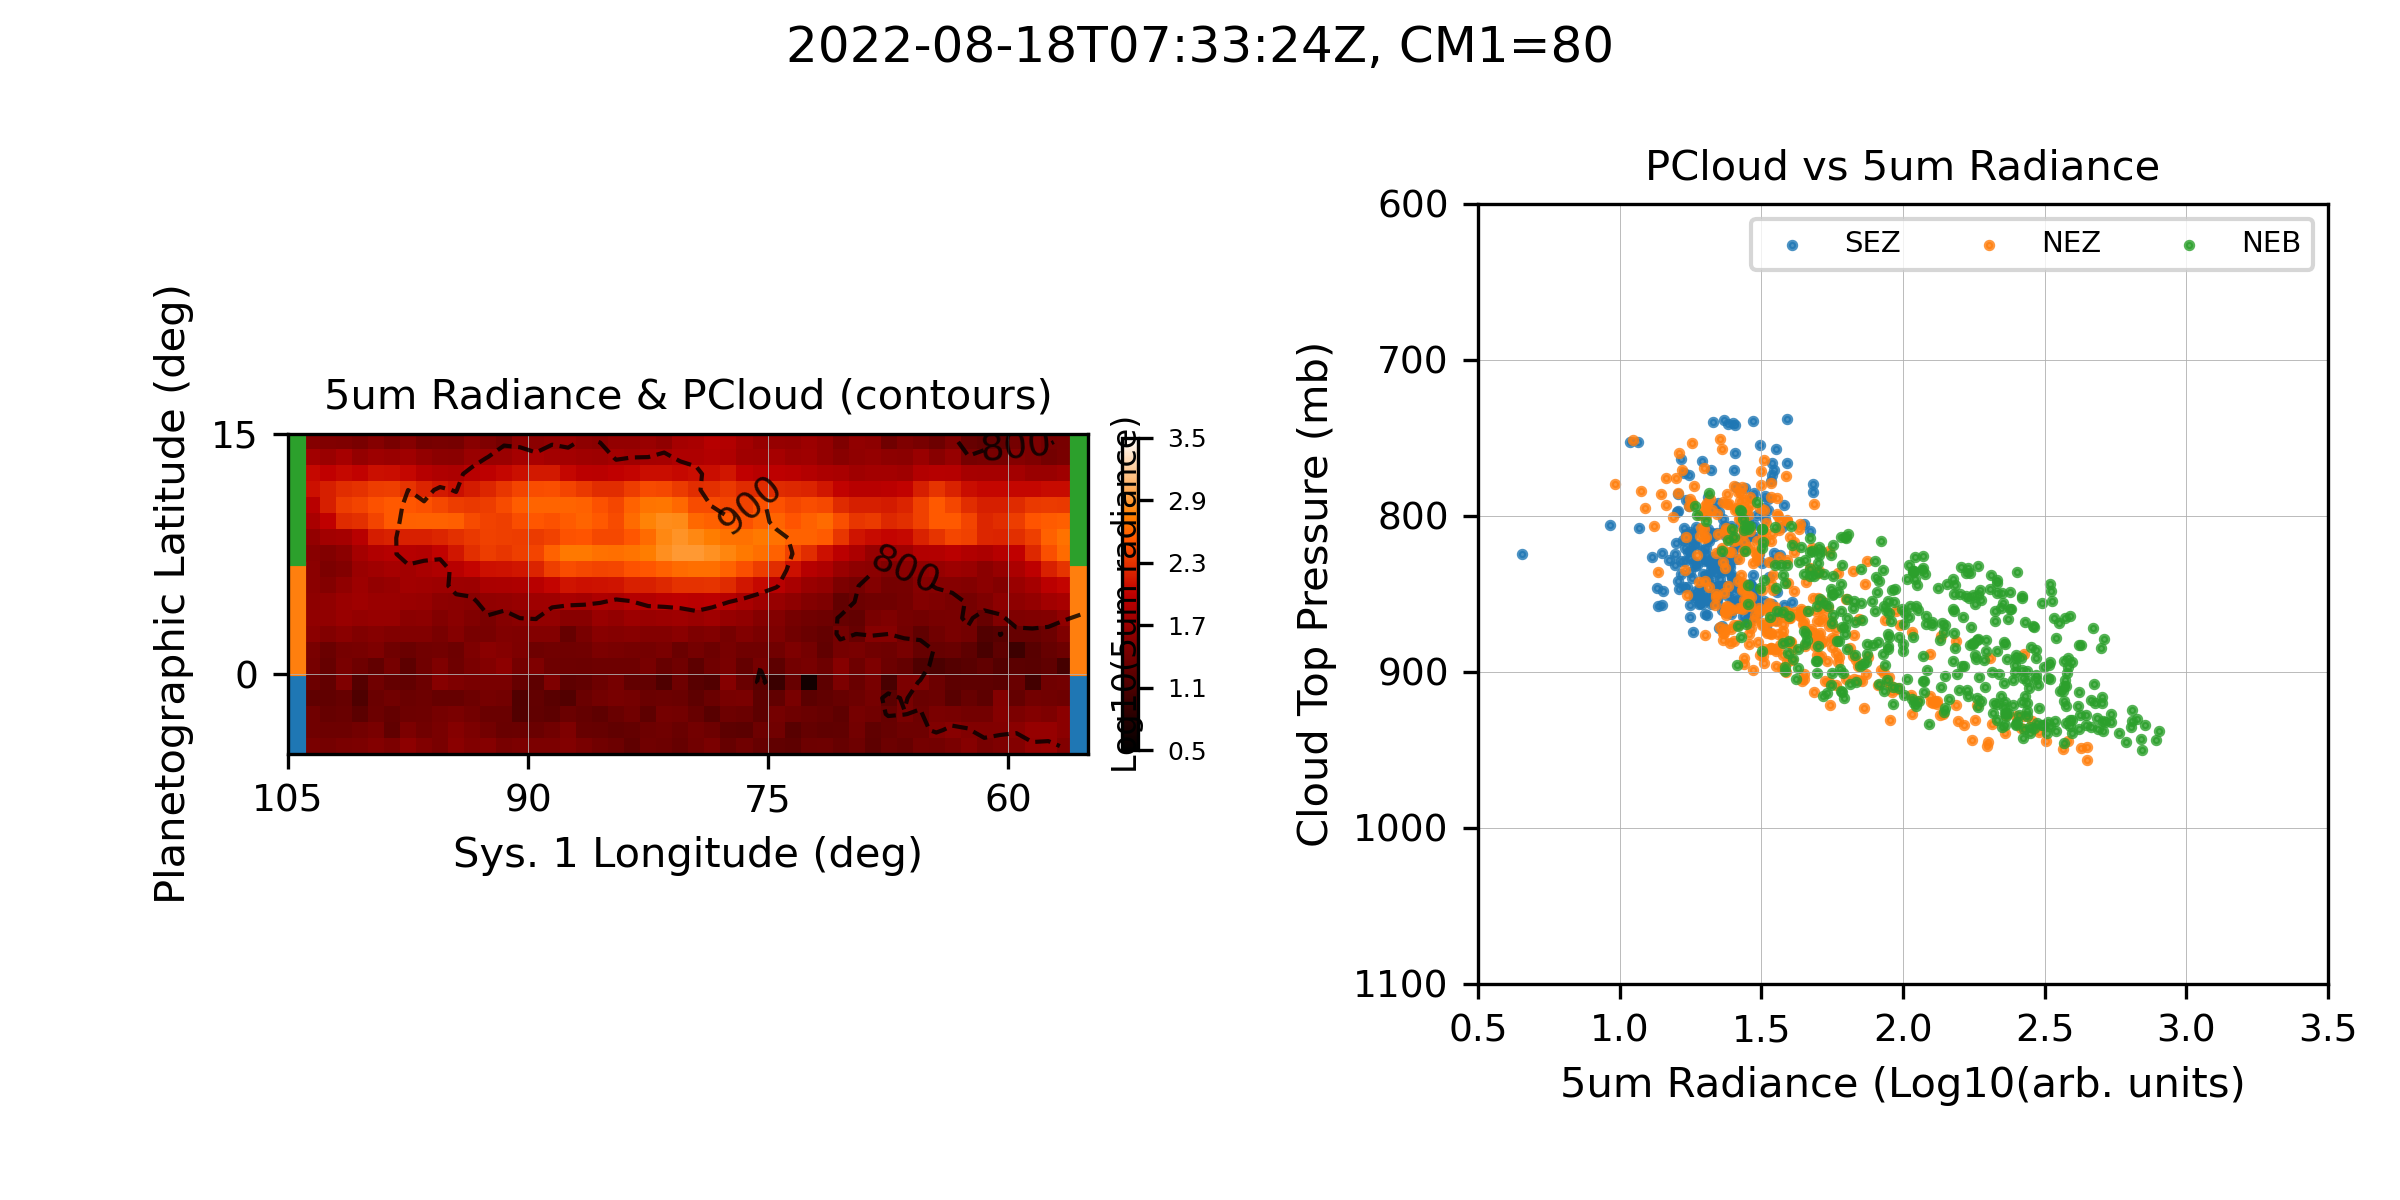 2022-08-18T07:33:24Z, CM1=80
5um Radiance & PCloud (contours)
Planetographic Latitude (deg)
15
0
105
90
75
60
Sys. 1 Longitude (deg)
900
800
800
Log10(5um radiance)
3.5
2.9
2.3
1.7
1.1
0.5
PCloud vs 5um Radiance
SEZ
NEZ
NEB
Cloud Top Pressure (mb)
600
700
800
900
1000
1100
0.5
1.0
1.5
2.0
2.5
3.0
3.5
5um Radiance (Log10(arb. units)